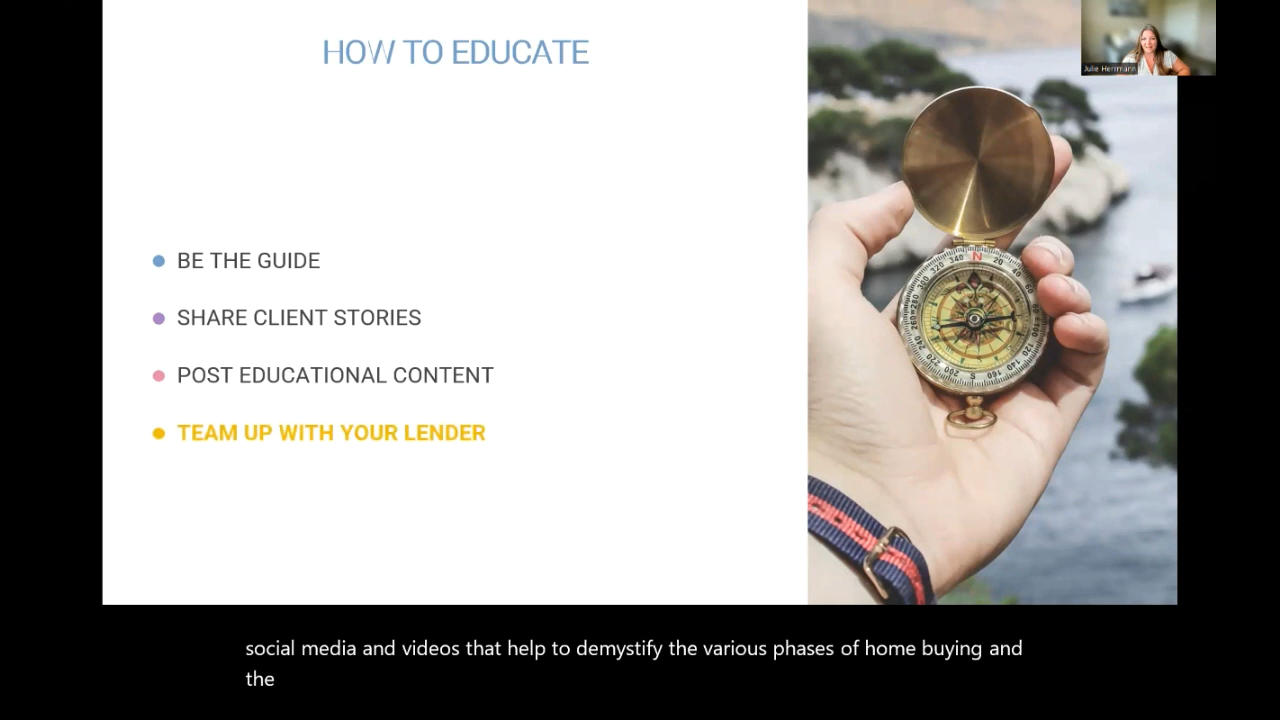 HOW TO EDUCATE
Julie Herrmann
BE THE GUIDE
SHARE CLIENT STORIES
POST EDUCATIONAL CONTENT
TEAM UP WITH YOUR LENDER
N
S
social media and videos that help to demystify the various phases of home buying and
the